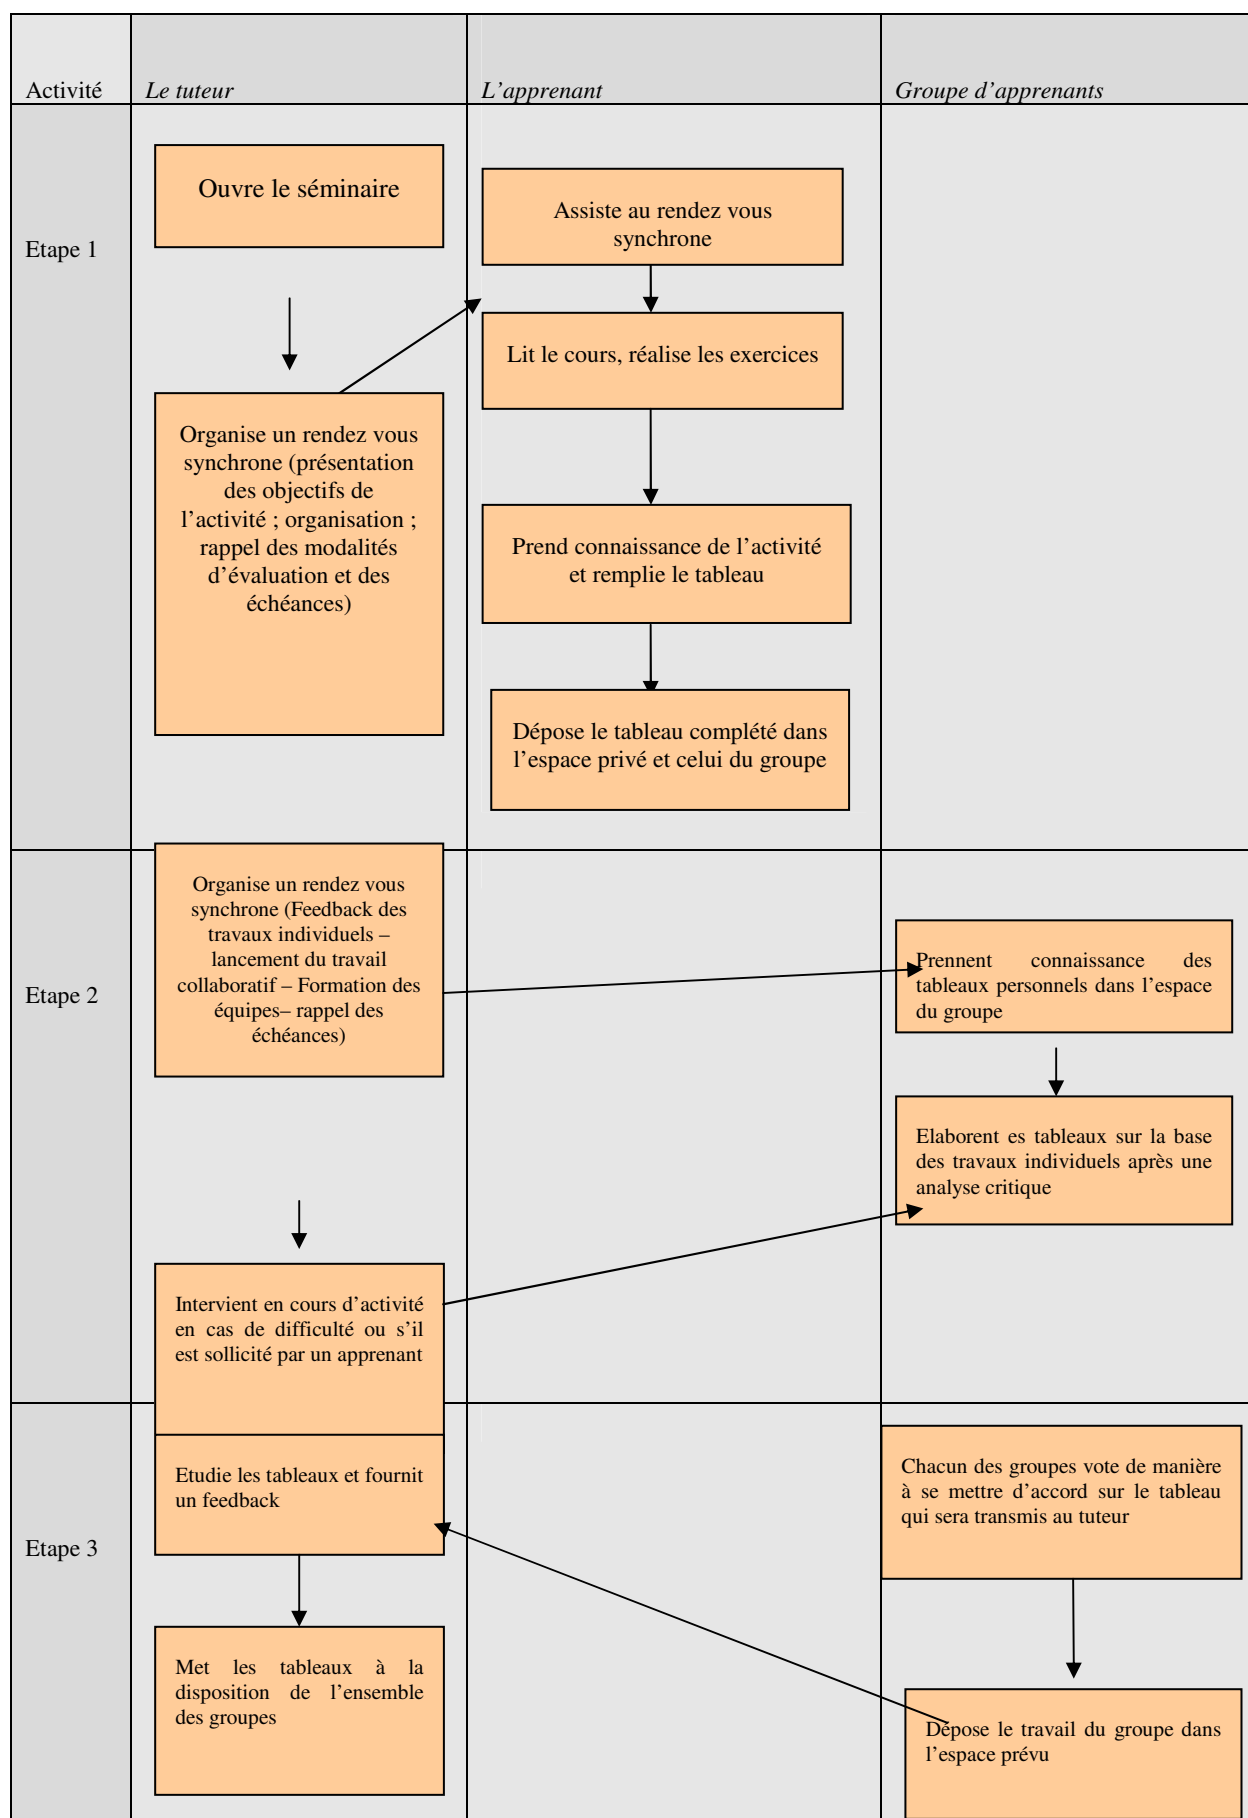 Activité
Le tuteur
L’apprenant
Groupe d’apprenants
Etape 1
Ouvre le séminaire
Organise un rendez vous
synchrone (présentation
des objectifs de
l’activité ; organisation ;
rappel des modalités
d’évaluation et des
échéances)
Assiste au rendez vous
synchrone
Lit le cours, réalise les exercices
Prend connaissance de l’activité
et remplie le tableau
Dépose le tableau complété dans
l’espace privé et celui du groupe
Etape 2
Organise un rendez vous
synchrone (Feedback des
travaux individuels –
lancement du travail
collaboratif – Formation des
équipes– rappel des
échéances)
Intervient en cours d’activité
en cas de difficulté ou s’il
est sollicité par un apprenant
Prennent connaissance des
tableaux personnels dans l’espace
du groupe
Elaborent es tableaux sur la base
des travaux individuels après une
analyse critique
Etape 3
Etudie les tableaux et fournit
un feedback
Met les tableaux à la
disposition de l’ensemble
des groupes
Chacun des groupes vote de manière
à se mettre d’accord sur le tableau
qui sera transmis au tuteur
Dépose le travail du groupe dans
l’espace prévu